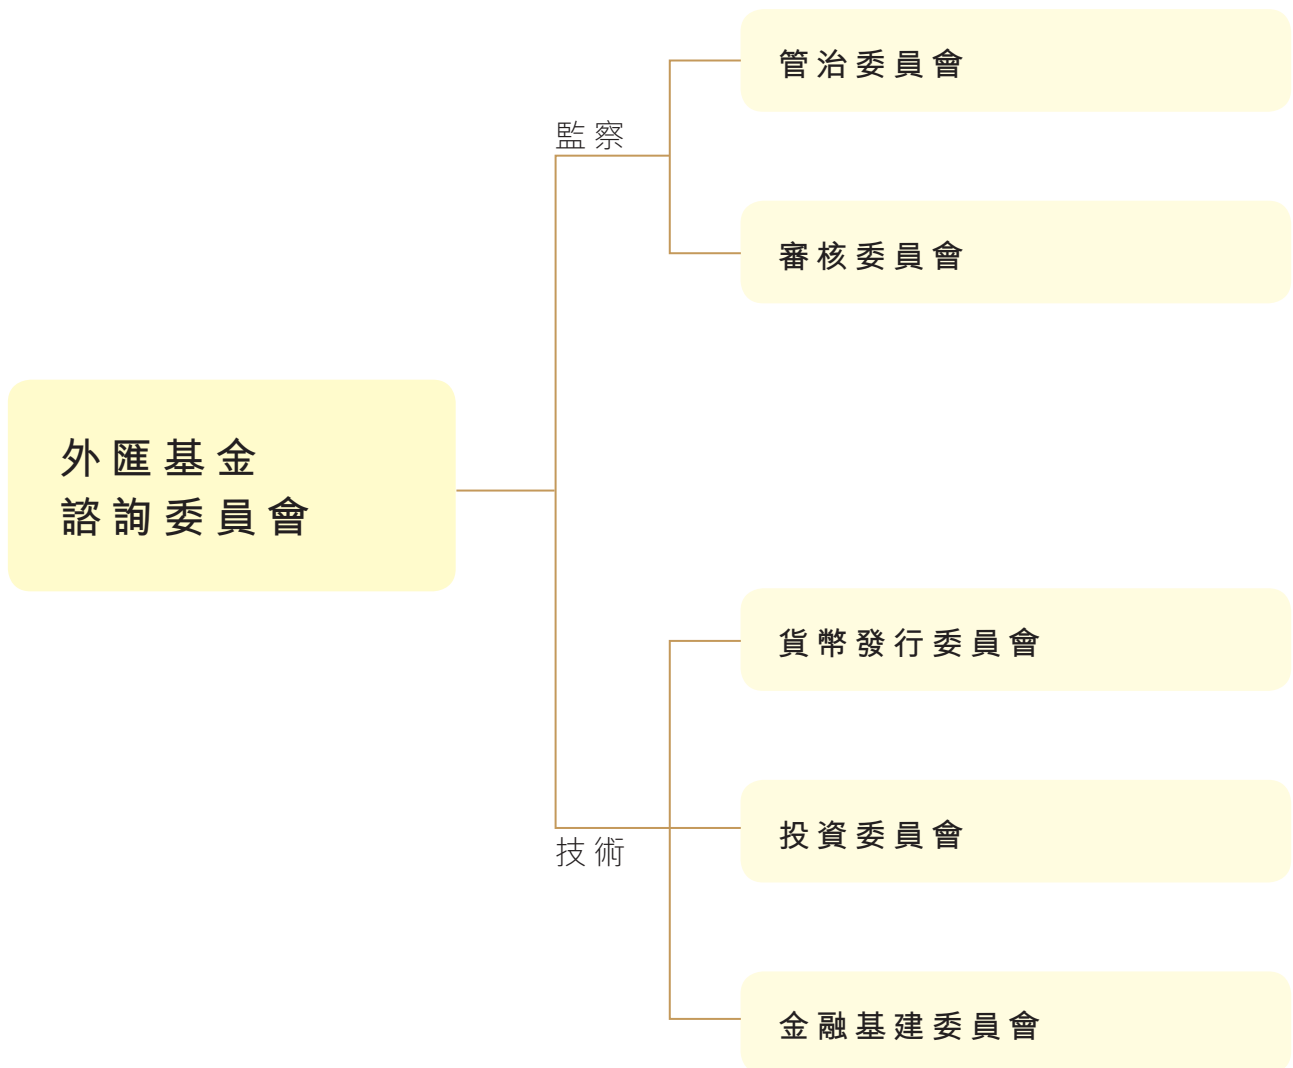 管治委員會
監察
審核委員會
外匯基金
諮詢委員會
貨幣發行委員會
投資委員會
技術
金融基建委員會